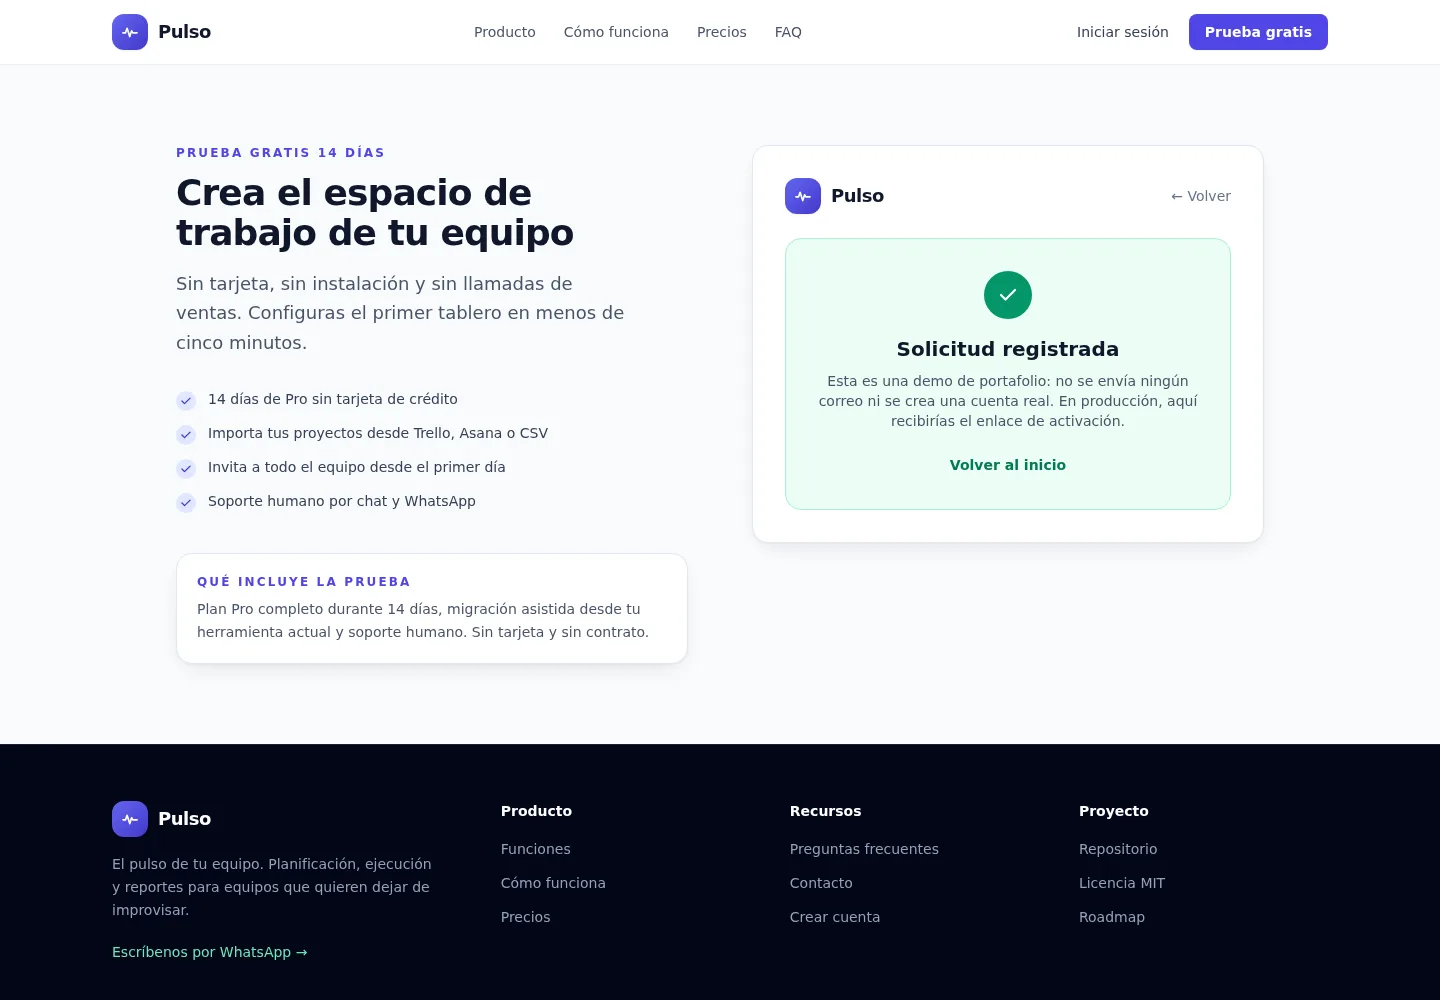 Pulso
Producto
Cómo funciona
Precios
FAQ
Iniciar sesión
Prueba gratis
PRUEBA GRATIS 14 DÍAS
Crea el espacio de
trabajo de tu equipo
Sin tarjeta, sin instalación y sin llamadas de
ventas. Configuras el primer tablero en menos de
cinco minutos.
14 días de Pro sin tarjeta de crédito
Importa tus proyectos desde Trello, Asana o CSV
Invita a todo el equipo desde el primer día
Soporte humano por chat y WhatsApp
QUÉ INCLUYE LA PRUEBA
Plan Pro completo durante 14 días, migración asistida desde tu
herramienta actual y soporte humano. Sin tarjeta y sin contrato.
Pulso
← Volver
Solicitud registrada
Esta es una demo de portafolio: no se envía ningún
correo ni se crea una cuenta real. En producción, aquí
recibirías el enlace de activación.
Volver al inicio
Pulso
El pulso de tu equipo. Planificación, ejecución
y reportes para equipos que quieren dejar de
improvisar.
Escríbenos por WhatsApp →
Producto
Funciones
Cómo funciona
Precios
Recursos
Preguntas frecuentes
Contacto
Crear cuenta
Proyecto
Repositorio
Licencia MIT
Roadmap